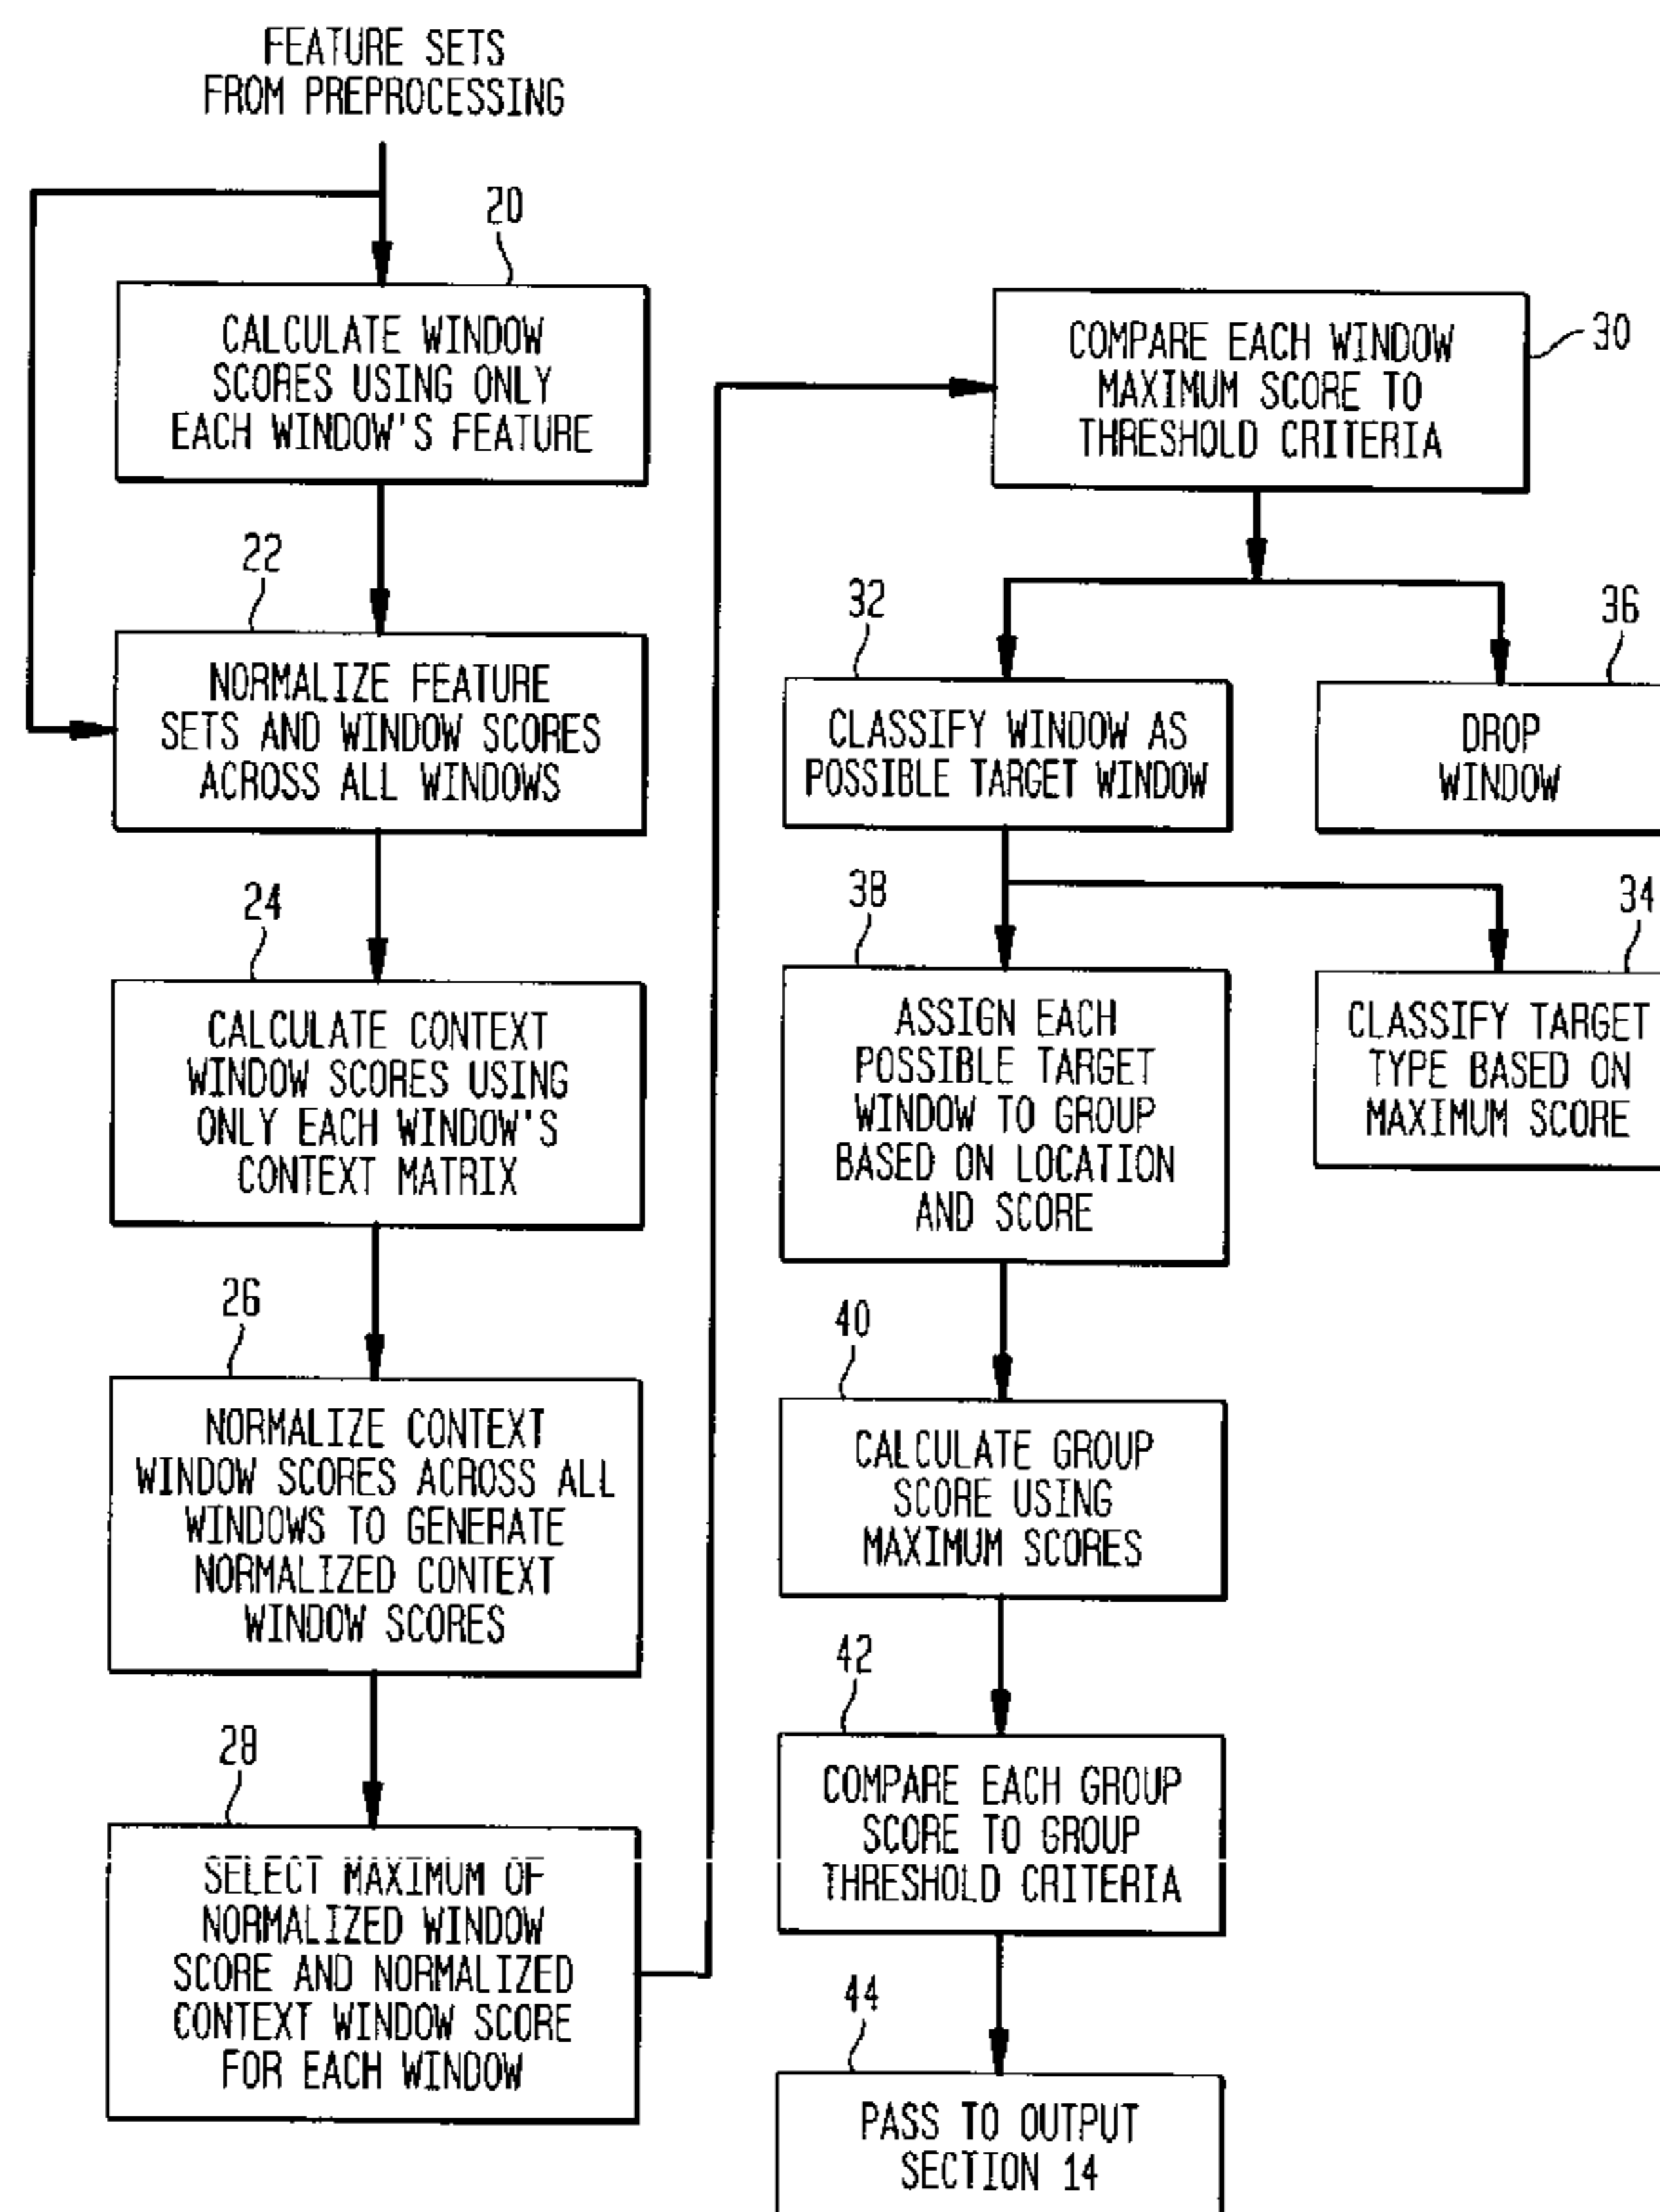 FEATURE SETS
FROM PREPROCESSING
20
CALCULATE WINDOW
SCORES USING ONLY
EACH WINDOW'S FEATURE
22
NORMALIZE FEATURE
SETS AND WINDOW SCORES
ACROSS ALL WINDOWS
24
CALCULATE CONTEXT
WINDOW SCORES USING
ONLY EACH WINDOW'S
CONTEXT MATRIX
26
NORMALIZE CONTEXT
WINDOW SCORES ACROSS ALL
WINDOWS TO GENERATE
NORMALIZED CONTEXT
WINDOW SCORES
28
SELECT MAXIMUM OF
NORMALIZED WINDOW
SCORE AND NORMALIZED
CONTEXT WINDOW SCORE
FOR EACH WINDOW
30
COMPARE EACH WINDOW
MAXIMUM SCORE TO
THRESHOLD CRITERIA
32
CLASSIFY WINDOW AS
POSSIBLE TARGET WINDOW
36
DROP
WINDOW
38
ASSIGN EACH
POSSIBLE TARGET
WINDOW TO GROUP
BASED ON LOCATION
AND SCORE
34
CLASSIFY TARGET
TYPE BASED ON
MAXIMUM SCORE
40
CALCULATE GROUP
SCORE USING
MAXIMUM SCORES
42
COMPARE EACH GROUP
SCORE TO GROUP
THRESHOLD CRITERIA
44
PASS TO OUTPUT
SECTION 14